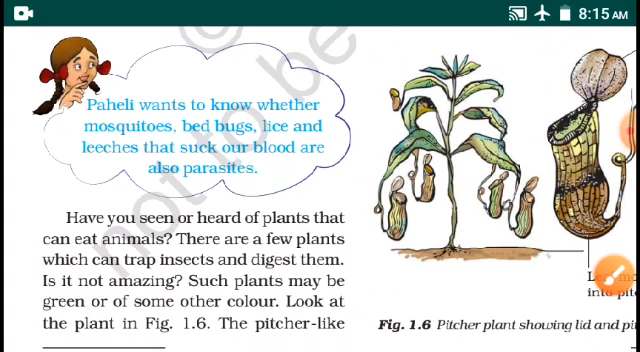 8:15 AM
Paheli wants to know whether
mosquitoes, bed bugs, lice and
leeches that suck our blood are
also parasites.
Have you seen or heard of plants that
can eat animals? There are a few plants
which can trap insects and digest them.
Is it not amazing? Such plants may be
green or of some other colour. Look at
the plant in Fig. 1.6. The pitcher-like
into
Fig. 1.6 Pitcher plant showing lid and
not to be